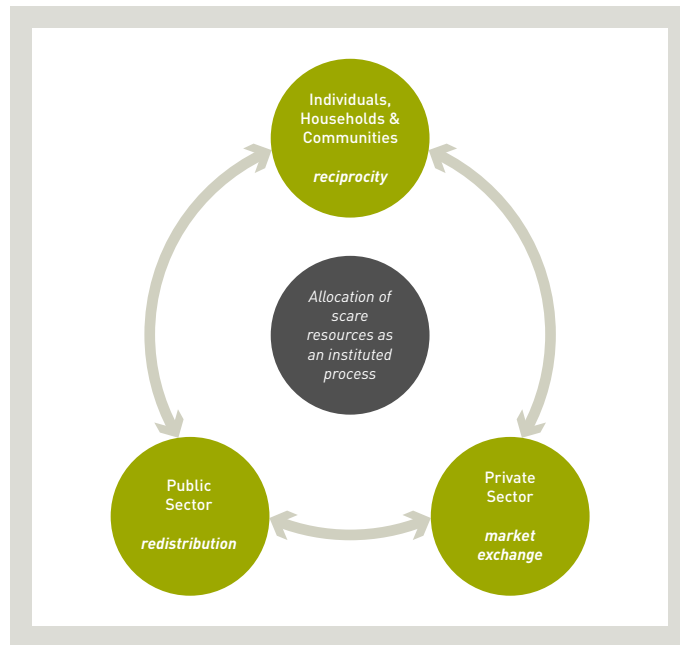 Individuals,
Households &
Communities
reciprocity
Allocation of
scare
resources as
an instituted
process
Public
Sector
redistribution
Private
Sector
market
exchange